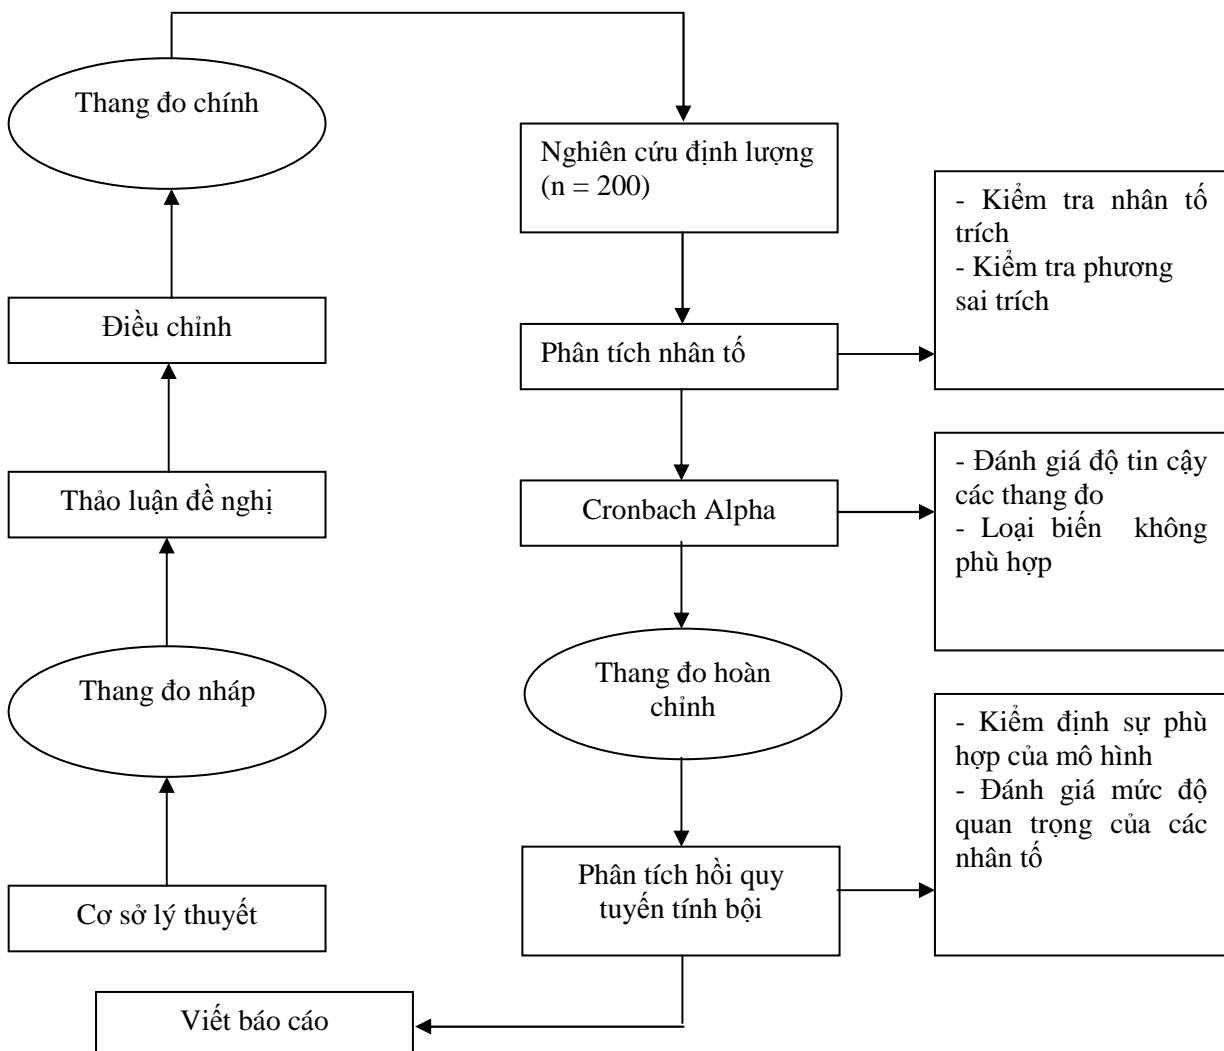 Thang đo chính
Nghiên cứu định lượng
(n = 200)
- Kiểm tra nhân tố
trích
- Kiểm tra phương
sai trích
Điều chỉnh
Phân tích nhân tố
- Đánh giá độ tin cậy
các thang đo
- Loại biến không
phù hợp
Thảo luận đề nghị
Cronbach Alpha
Thang đo nháp
Thang đo hoàn
chỉnh
- Kiểm định sự phù
hợp của mô hình
- Đánh giá mức độ
quan trọng của các
nhân tố
Cơ sở lý thuyết
Phân tích hồi quy
tuyến tính bội
Viết báo cáo